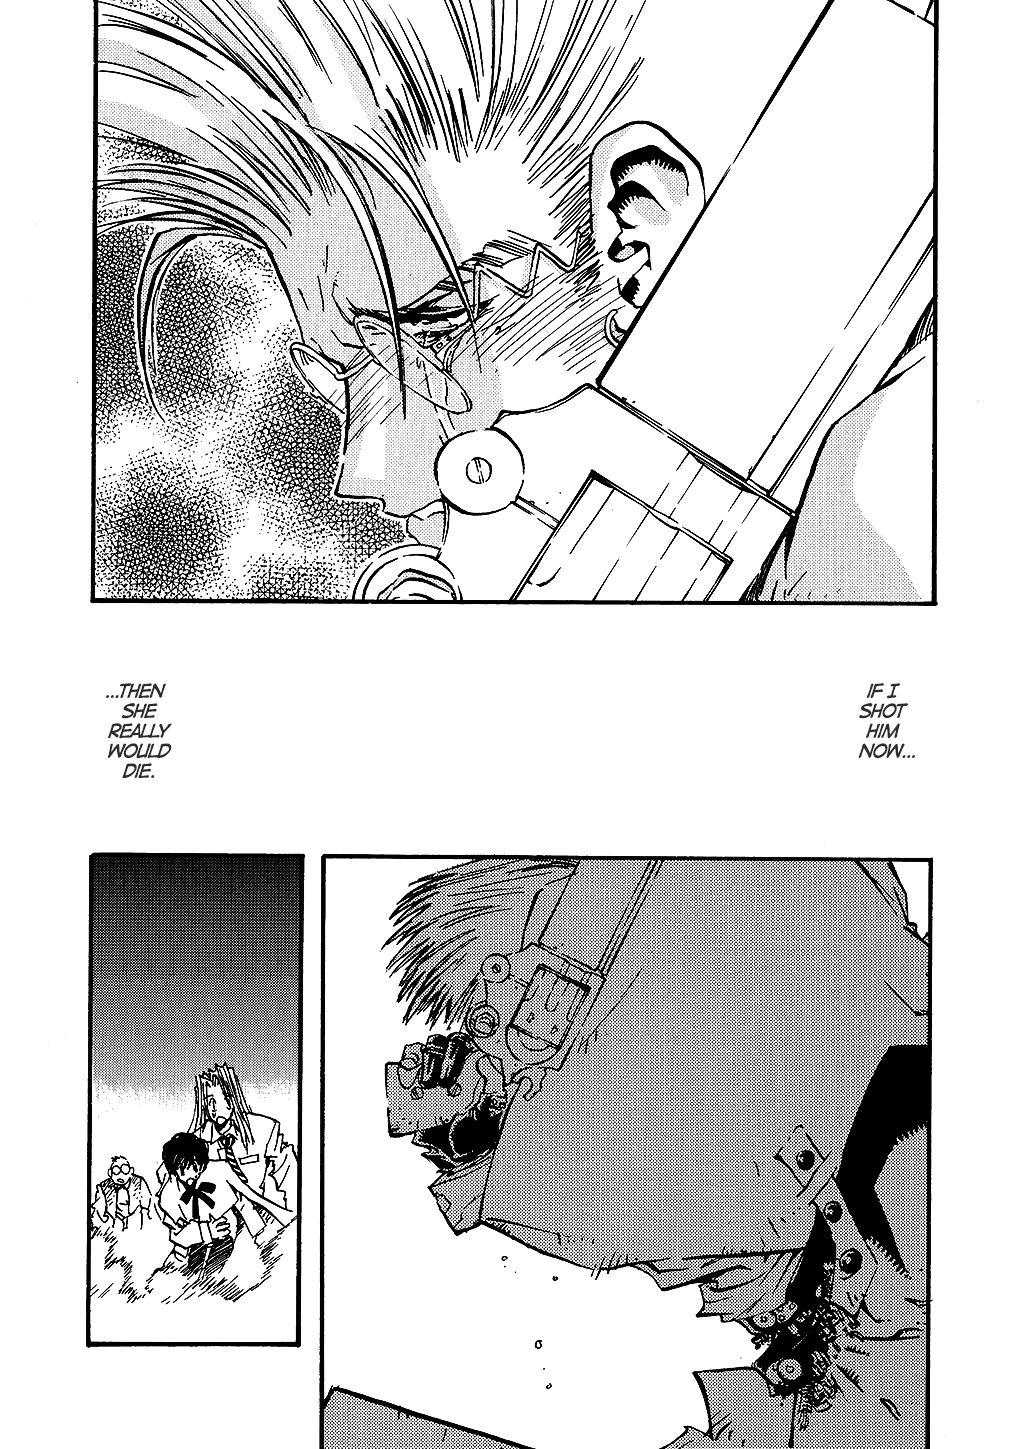 IF I
SHOT
HIM
NOW...
...THEN
SHE
REALLY
WOULD
DIE.